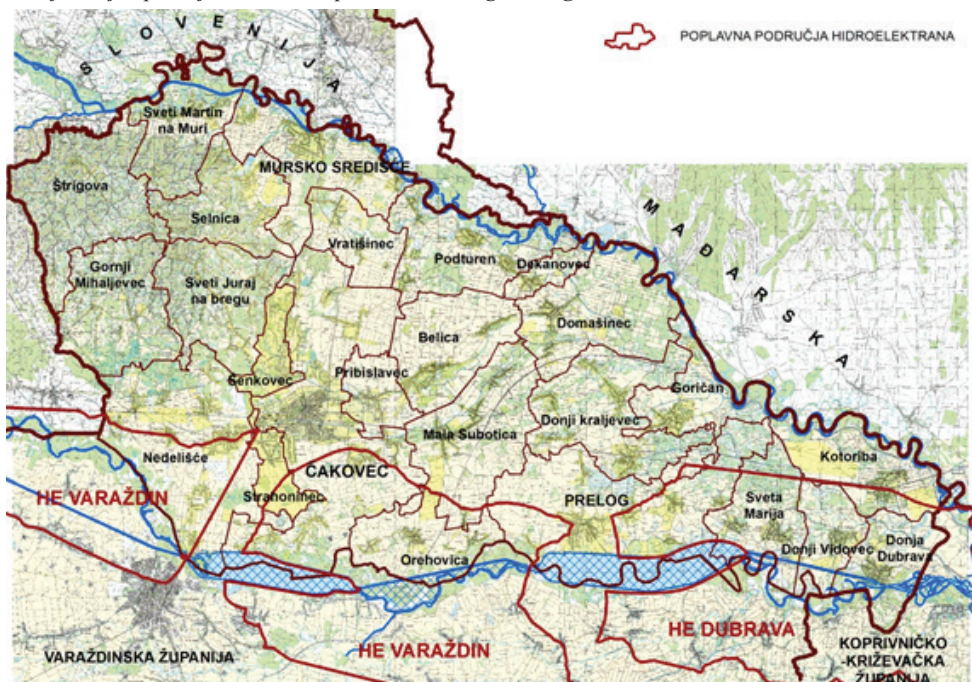 SLOVENIJA
POPLAVNA PODRUČJA HIDROELEKTRANA
Sveti Martin
na Muri
MURSKO SREDIŠĆE
Štrigova
Selnica
MAĐARSKA
Vratišinec
Podturen
Dekanovec
Gornji
Mihaljevec
Sveti Juraj
na bregu
Belica
Domašinec
Šenkovec
Pribislavec
Goričan
Donji kraljevec
Mala Subotica
Nedelišće
Kotoriba
ČAKOVEC
HE VARAŽDIN
Strahoninec
PRELOG
Sveta
Marija
Orehovica
Donji Vidovec
Donja
Dubrava
HE DUBRAVA
HE VARAŽDIN
VARAŽDINSKA ŽUPANIJA
KOPRIVNIČKO
-KRIŽEVAČKA
ŽUPANIJA